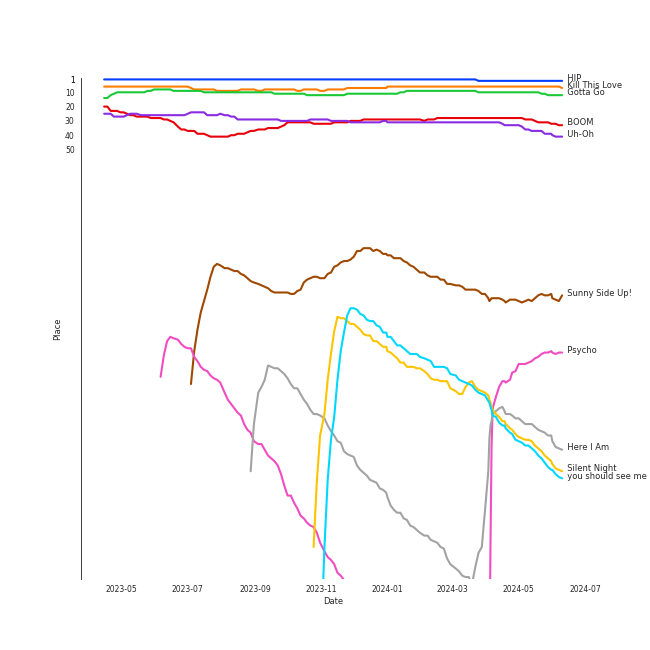 1
10
20
30
40
50
Place
HIP
Kill This Love
Gotta Go
BOOM
Uh-Oh
Sunny Side Up!
Psycho
Here I Am
Silent Night
you should see me
2023-05
2023-07
2023-09
2023-11
2024-01
2024-03
2024-05
2024-07
Date